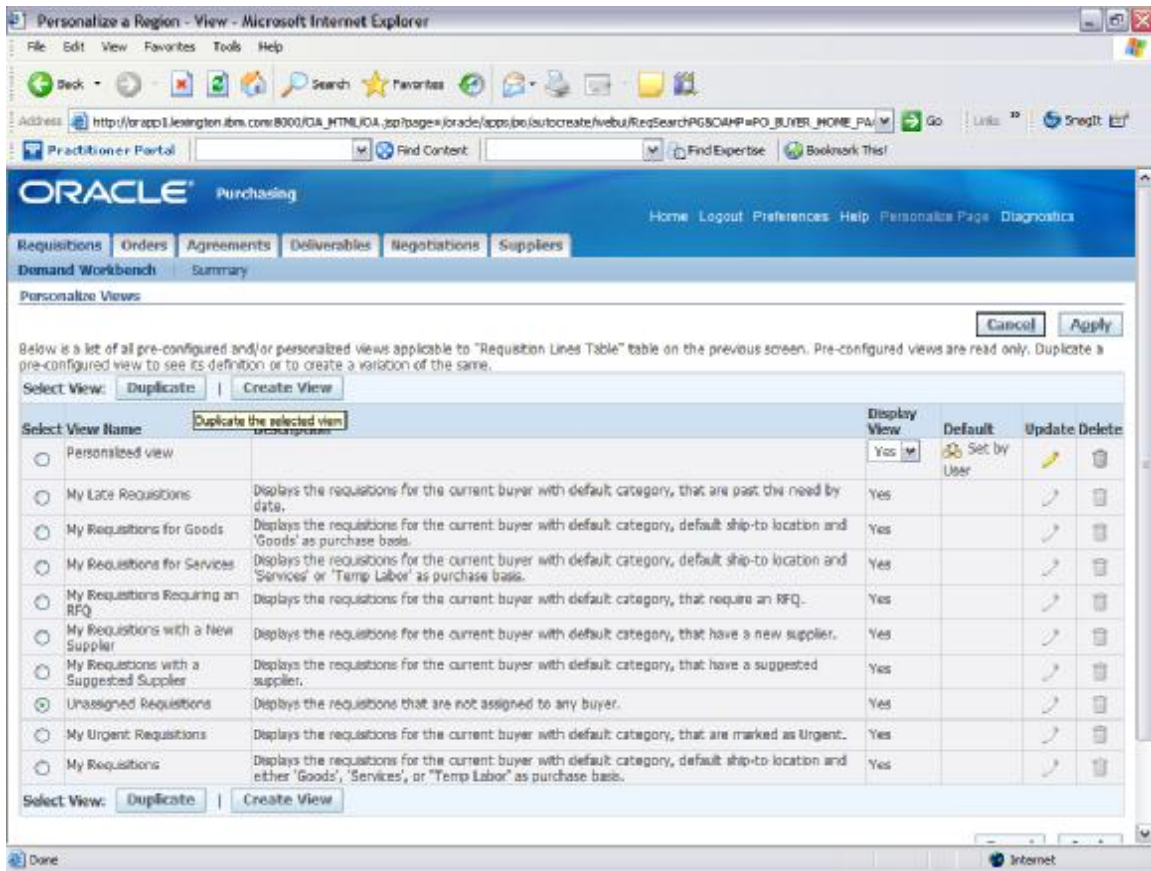 Personalize a Region - View - Microsoft Internet Explorer
File Edit View Favorites Tools Help
Back Search Favorites
Address http://orapp1.lexington.ibm.com:8000/OA_HTML/OA.jsp?page=/oracle/apps/po/autocreate/webui/ReqSearchPG&OAHP=PO_BUYER_HOME_PA Go Links » SnagIt
Practitioner Portal Find Content Find Expertise Bookmark This!
ORACLE Purchasing
Home Logout Preferences Help Personalize Page Diagnostics
Requisitions Orders Agreements Deliverables Negotiations Suppliers
Demand Workbench | Summary
Personalize Views
Cancel Apply
Below is a list of all pre-configured and/or personalized views applicable to "Requisition Lines Table" table on the previous screen. Pre-configured views are read only. Duplicate a
pre-configured view to see its definition or to create a variation of the same.
Select View: Duplicate | Create View
Duplicate the selected view
Select View Name Description Display View Default Update Delete
Personalized view Yes Set by User
My Late Requisitions Displays the requisitions for the current buyer with default category, that are past the need by
date. Yes
My Requisitions for Goods Displays the requisitions for the current buyer with default category, default ship-to location and
'Goods' as purchase basis. Yes
My Requisitions for Services Displays the requisitions for the current buyer with default category, default ship-to location and
'Services' or 'Temp Labor' as purchase basis. Yes
My Requisitions Requiring an
RFQ Displays the requisitions for the current buyer with default category, that require an RFQ. Yes
My Requisitions with a New
Supplier Displays the requisitions for the current buyer with default category, that have a new supplier. Yes
My Requistions with a
Suggested Supplier Displays the requisitions for the current buyer with default category, that have a suggested
supplier. Yes
Unassigned Requisitions Displays the requisitions that are not assigned to any buyer. Yes
My Urgent Requisitions Displays the requisitions for the current buyer with default category, that are marked as Urgent. Yes
My Requisitions Displays the requisitions for the current buyer with default category, default ship-to location and
either 'Goods', 'Services', or "Temp Labor" as purchase basis. Yes
Select View: Duplicate | Create View
Done Internet